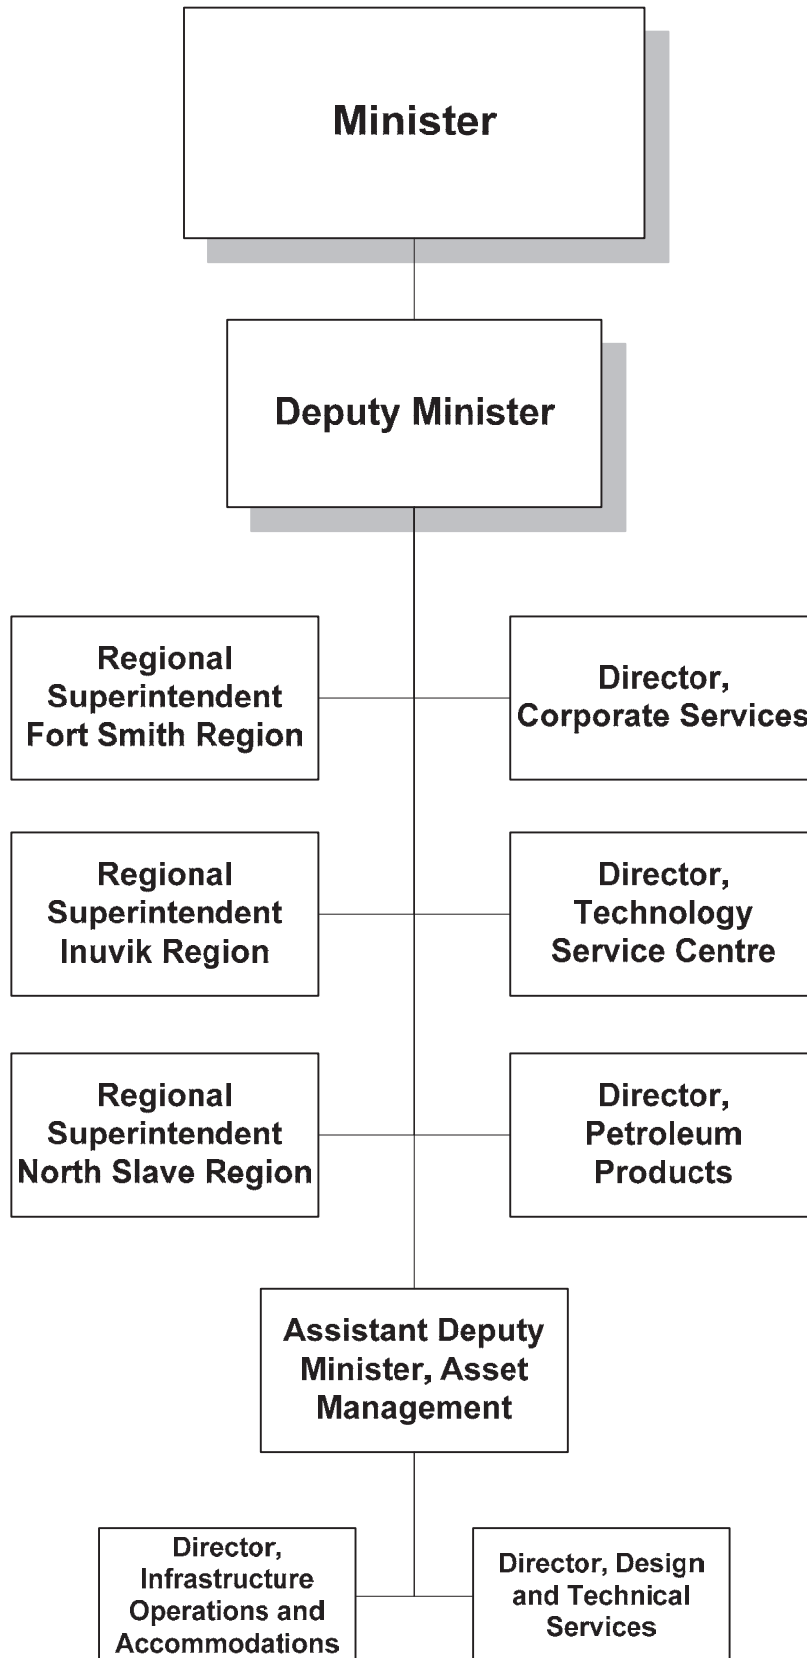 Minister
Deputy Minister
Regional
Superintendent
Fort Smith Region
Director,
Corporate Services
Regional
Superintendent
Inuvik Region
Director,
Technology
Service Centre
Regional
Superintendent
North Slave Region
Director,
Petroleum
Products
Assistant Deputy
Minister, Asset
Management
Director,
Infrastructure
Operations and
Accommodations
Director, Design
and Technical
Services